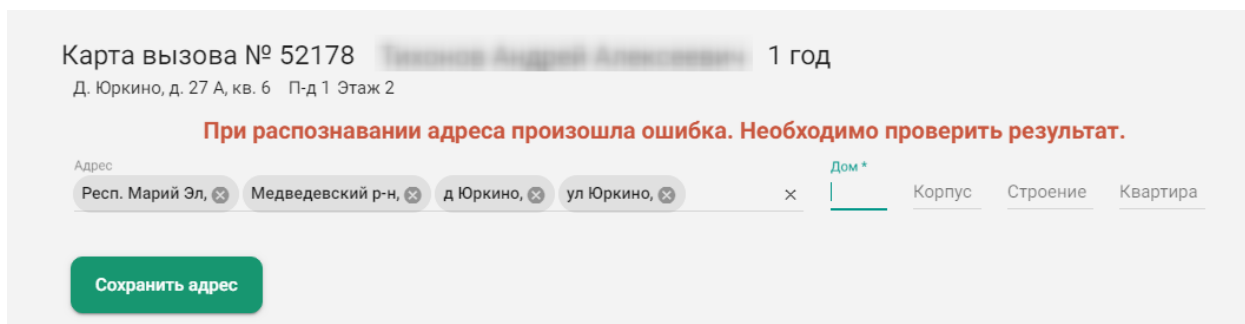 Карта вызова № 52178 1 год
Д. Юркино, д. 27 А, кв. 6 П-д 1 Этаж 2
При распознавании адреса произошла ошибка. Необходимо проверить результат.
Адрес
Респ. Марий Эл, Медведевский р-н, д Юркино, ул Юркино,
Дом *
Корпус Строение Квартира
Сохранить адрес